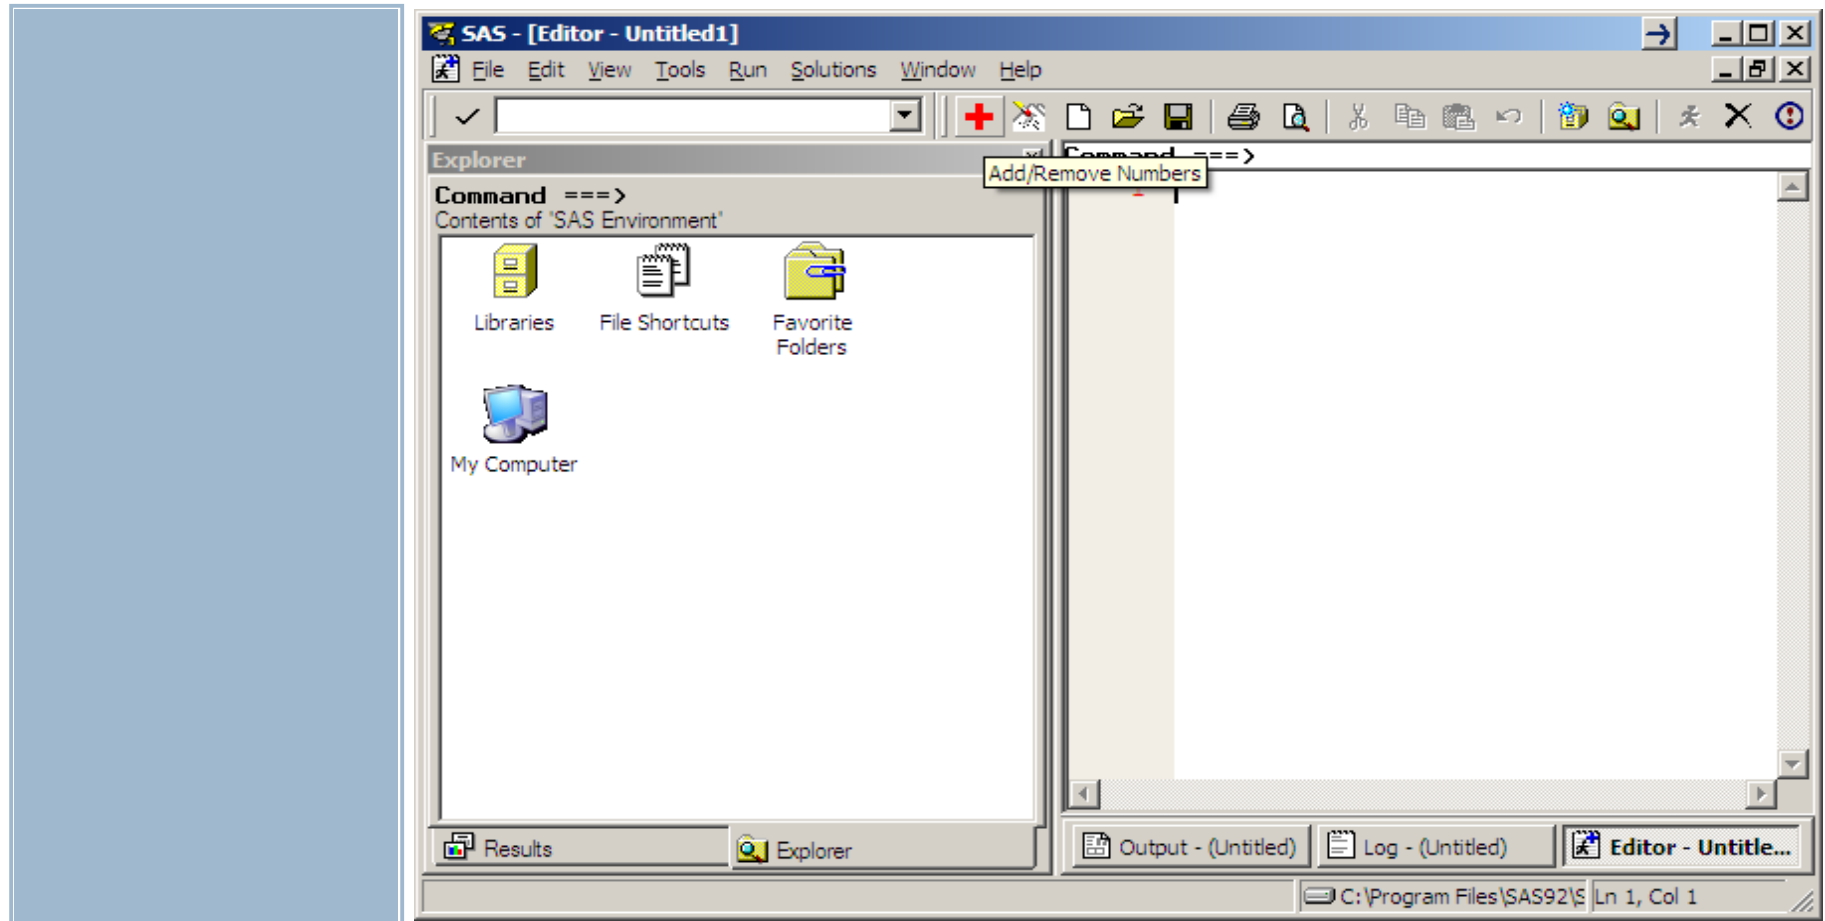 SAS - [Editor - Untitled1]
File Edit View Tools Run Solutions Window Help
Explorer
Add/Remove Numbers
Command ===>
Command ===>
Contents of 'SAS Environment'
1
Libraries
File Shortcuts
Favorite
Folders
My Computer
Results
Explorer
Output - (Untitled)
Log - (Untitled)
Editor - Untitle...
C:\Program Files\SAS92\S
Ln 1, Col 1